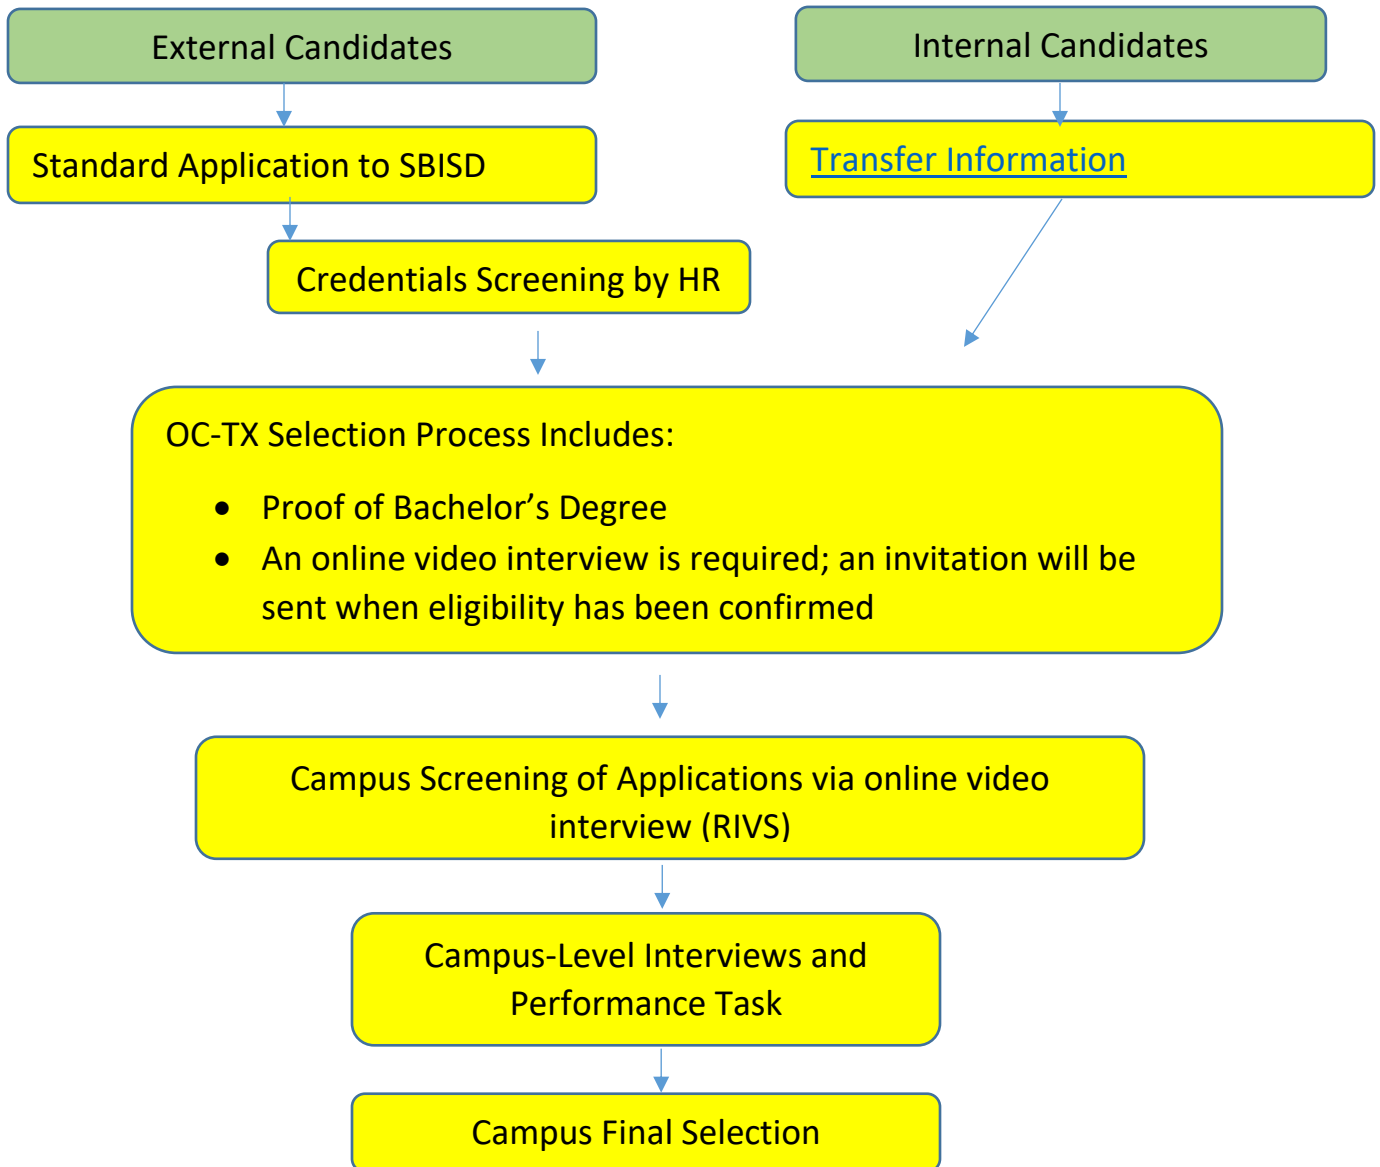 External Candidates
Internal Candidates
Standard Application to SBISD
Transfer Information
Credentials Screening by HR
OC-TX Selection Process Includes:
• Proof of Bachelor’s Degree
• An online video interview is required; an invitation will be
sent when eligibility has been confirmed
Campus Screening of Applications via online video
interview (RIVS)
Campus-Level Interviews and
Performance Task
Campus Final Selection